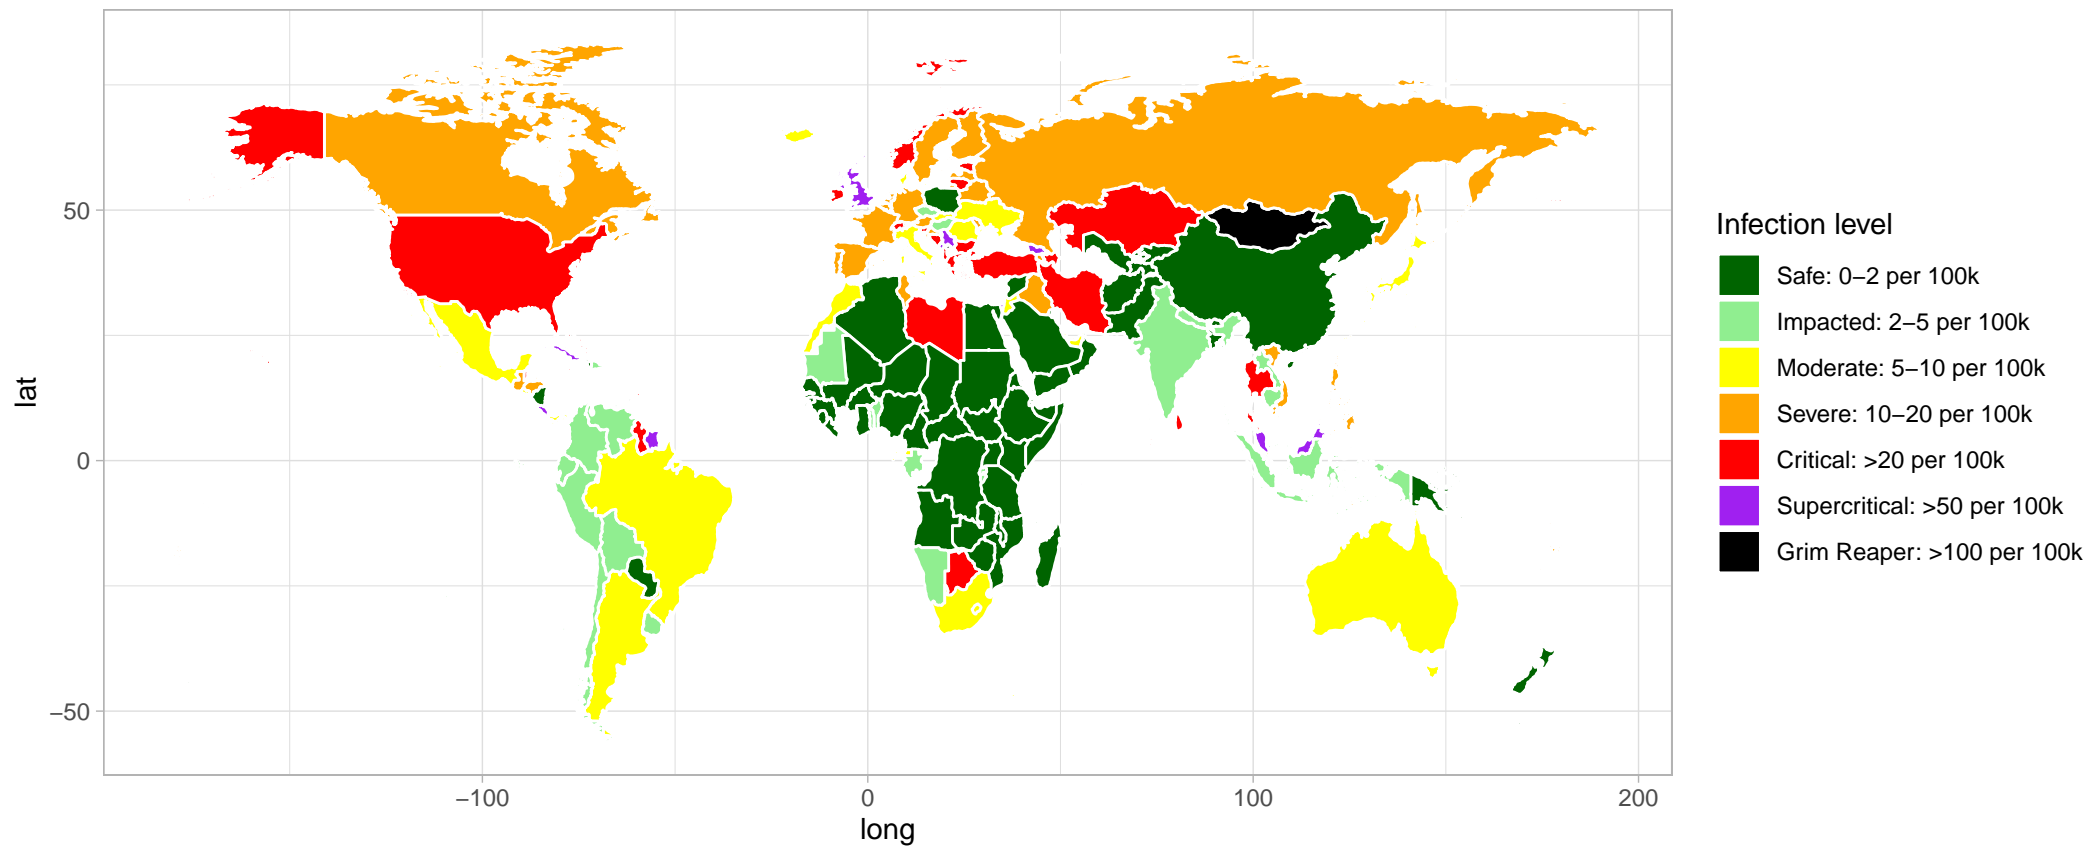 Infection level
Safe: 0–2 per 100k
Impacted: 2–5 per 100k
Moderate: 5–10 per 100k
Severe: 10–20 per 100k
Critical: >20 per 100k
Supercritical: >50 per 100k
Grim Reaper: >100 per 100k
lat
50
0
−50
−100
0
100
200
long